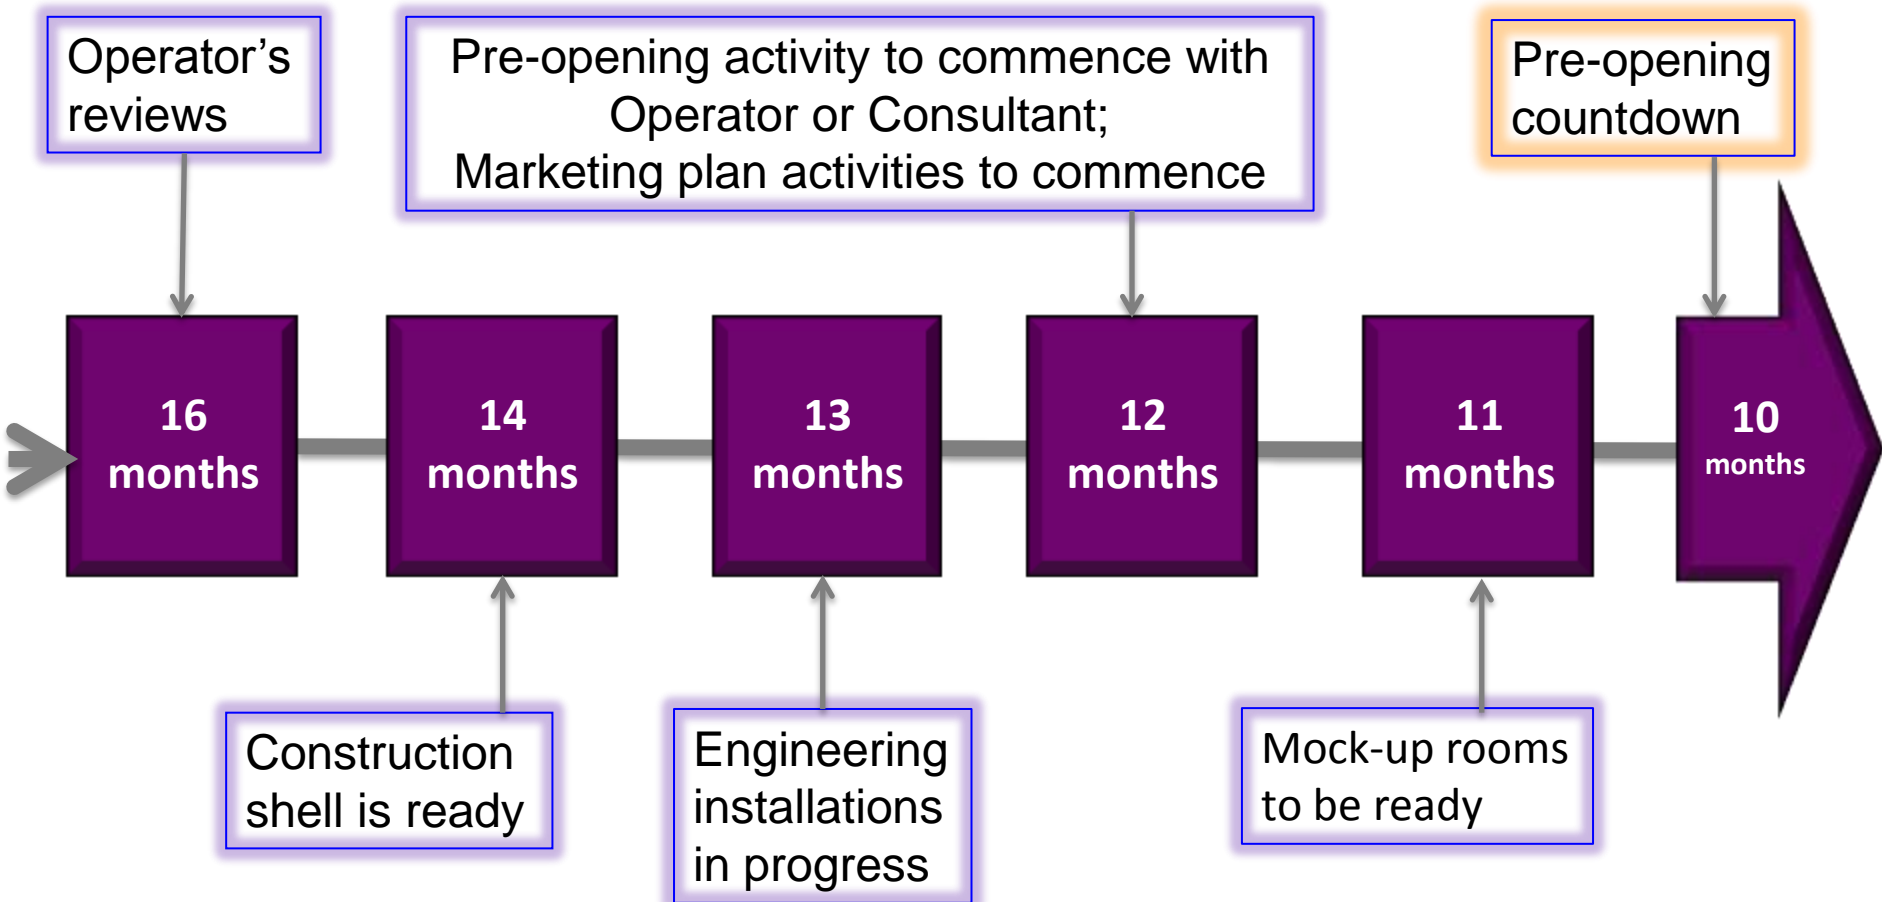 Operator’s
reviews
Pre-opening activity to commence with
Operator or Consultant;
Marketing plan activities to commence
Pre-opening
countdown
16
months
14
months
13
months
12
months
11
months
10
months
Construction
shell is ready
Engineering
installations
in progress
Mock-up rooms
to be ready